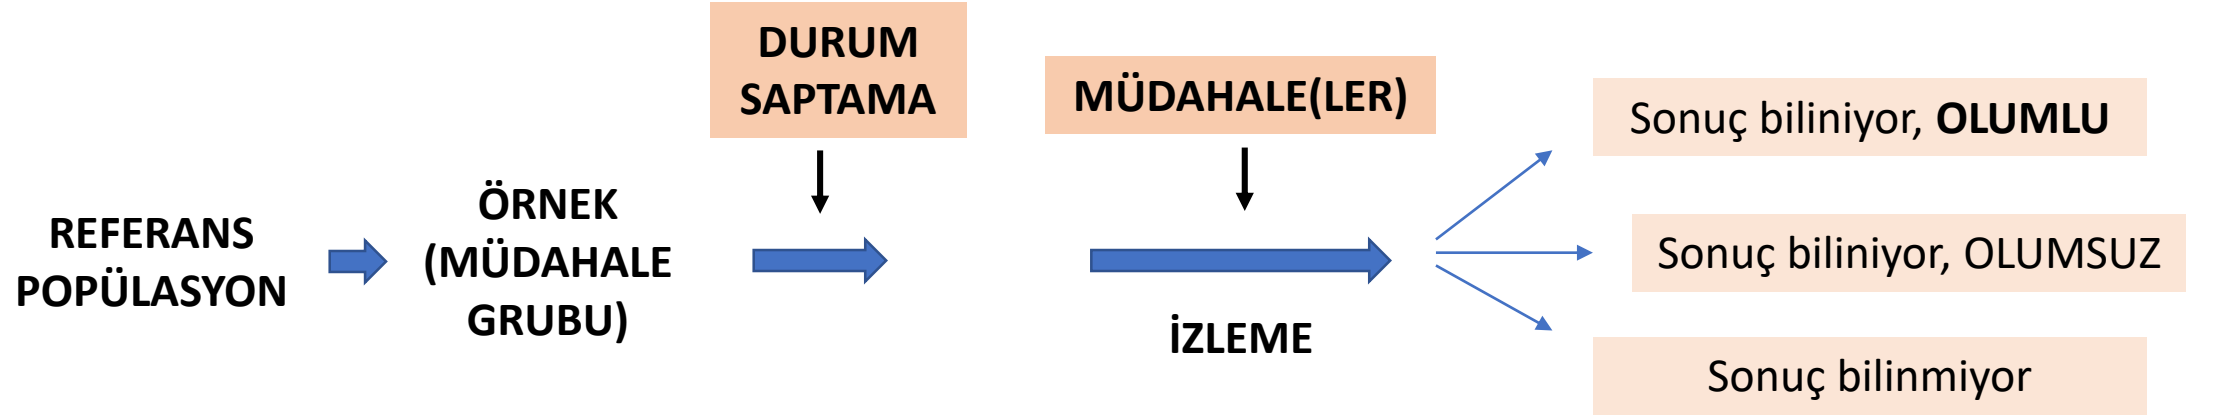 REFERANS
POPÜLASYON
ÖRNEK
(MÜDAHALE
GRUBU)
DURUM
SAPTAMA
MÜDAHALE(LER)
İZLEME
Sonuç biliniyor, OLUMLU
Sonuç biliniyor, OLUMSUZ
Sonuç bilinmiyor